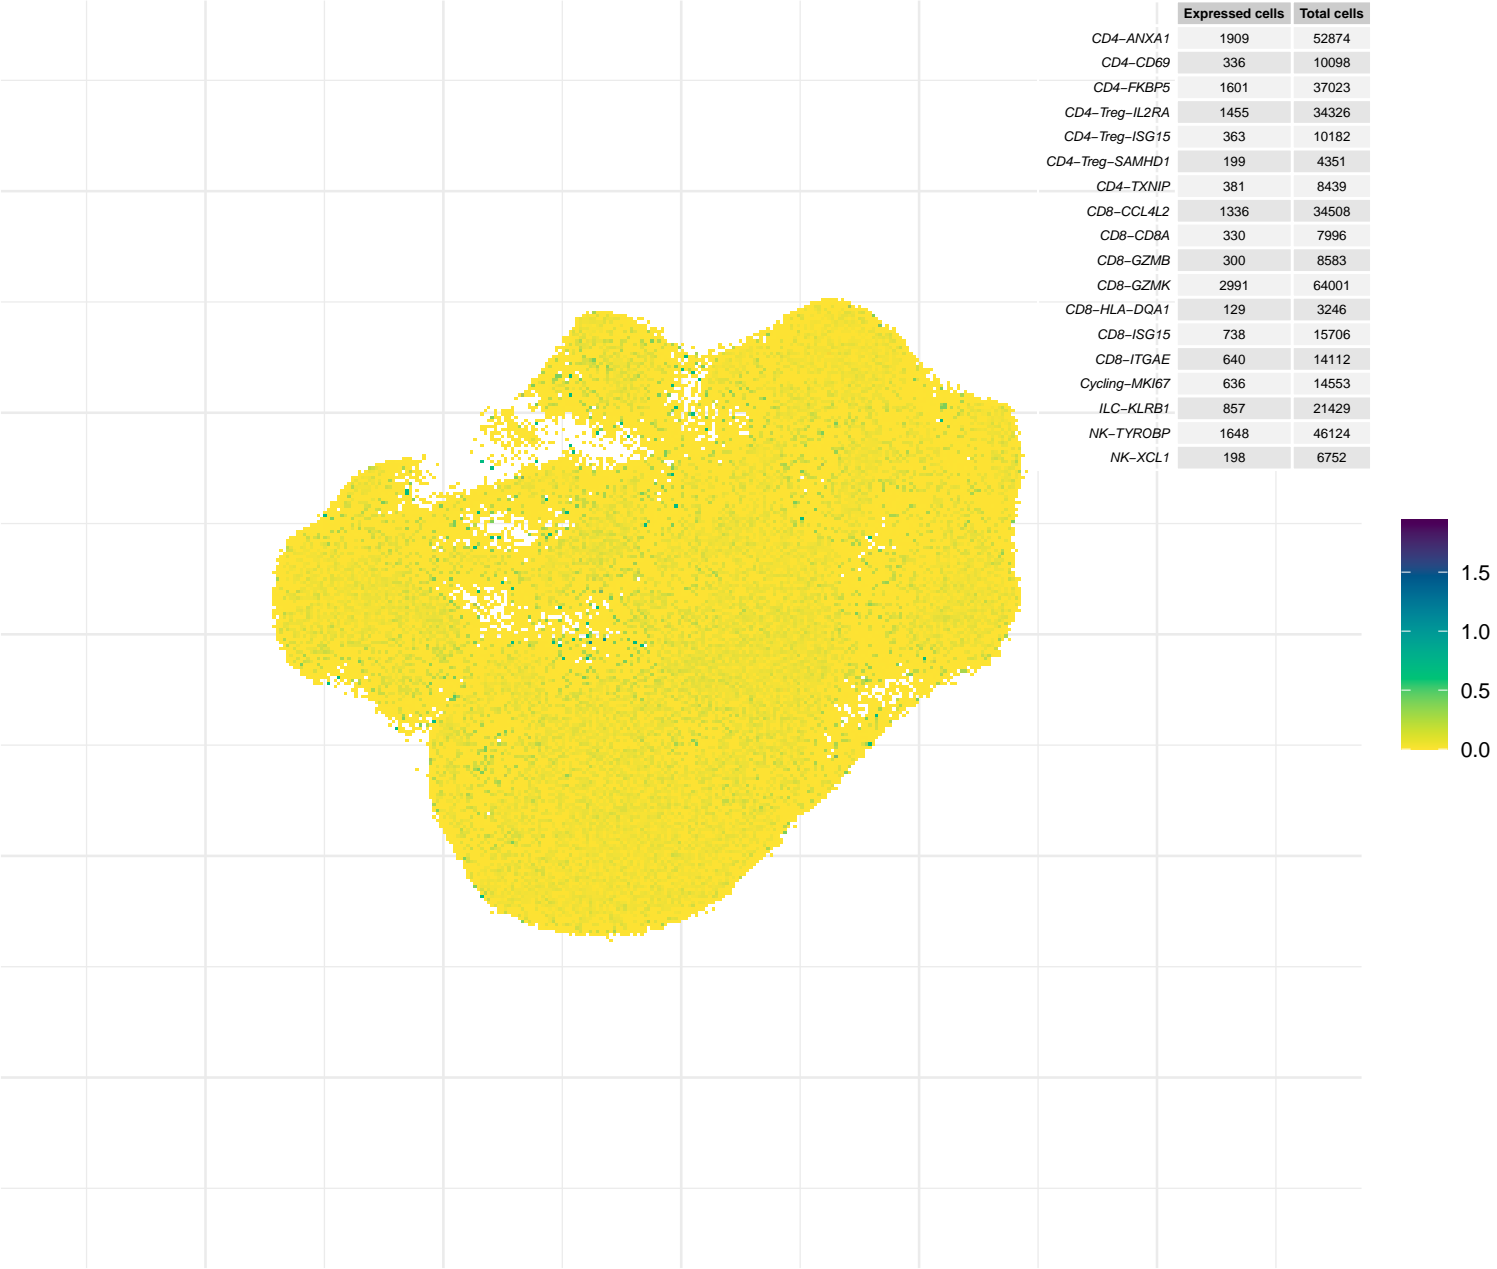 Expressed cells Total cells
CD4−ANXA1 1909 52874
CD4−CD69 336 10098
CD4−FKBP5 1601 37023
CD4−Treg−IL2RA 1455 34326
CD4−Treg−ISG15 363 10182
CD4−Treg−SAMHD1 199 4351
CD4−TXNIP 381 8439
CD8−CCL4L2 1336 34508
CD8−CD8A 330 7996
CD8−GZMB 300 8583
CD8−GZMK 2991 64001
CD8−HLA−DQA1 129 3246
CD8−ISG15 738 15706
CD8−ITGAE 640 14112
Cycling−MKI67 636 14553
ILC−KLRB1 857 21429
NK−TYROBP 1648 46124
NK−XCL1 198 6752
1.5
1.0
0.5
0.0